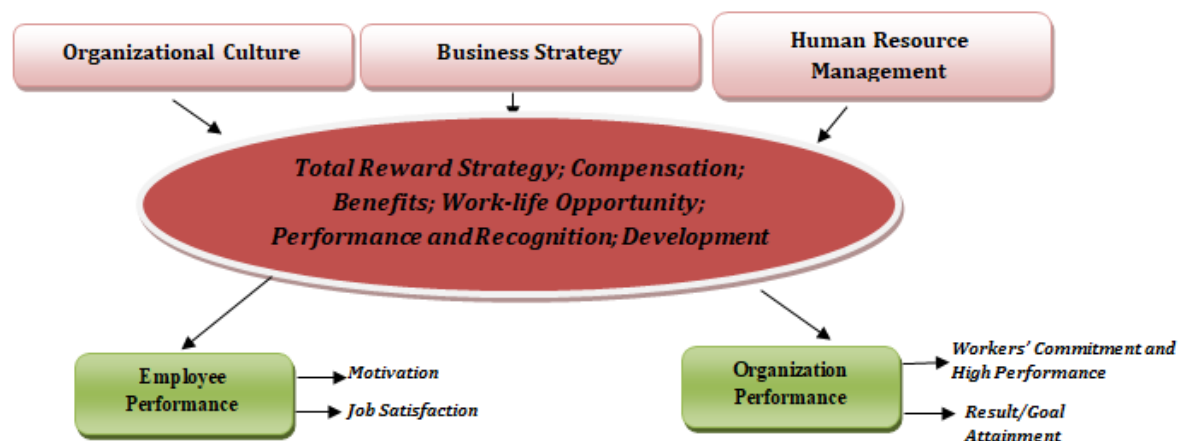 Organizational Culture
Business Strategy
Human Resource
Management
Total Reward Strategy; Compensation;
Benefits; Work-life Opportunity;
Performance and Recognition; Development
Employee
Performance
Motivation
Job Satisfaction
Organization
Performance
Workers' Commitment and
High Performance
Result/Goal
Attainment